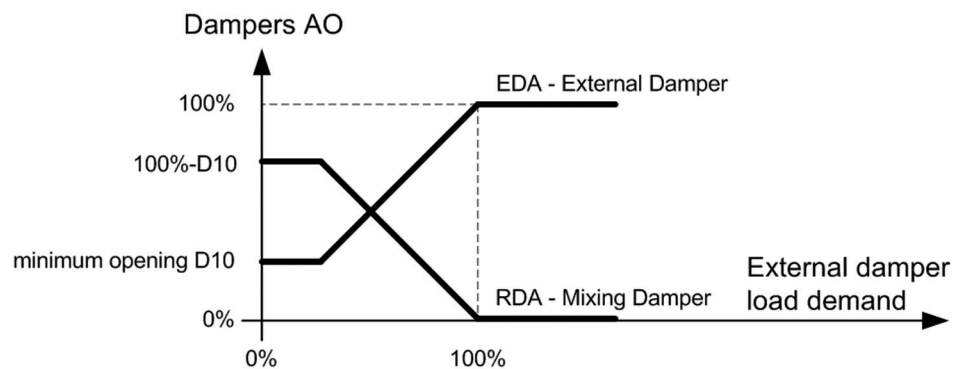 Dampers AO
EDA - External Damper
100%
100%-D10
minimum opening D10
External damper
load demand
RDA - Mixing Damper
0%
0%
100%